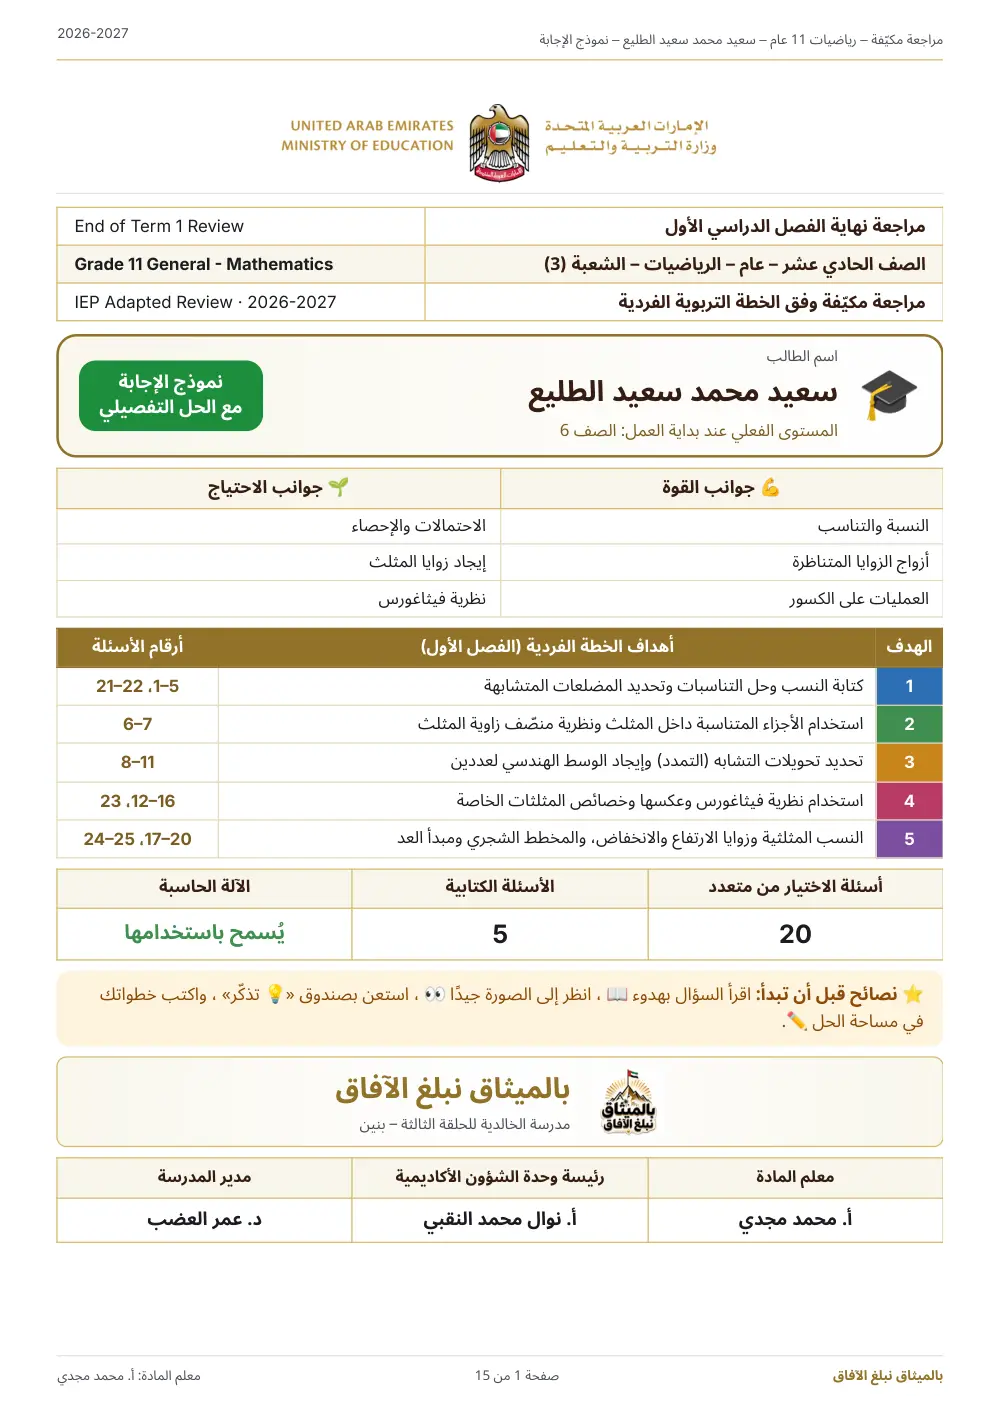 مراجعة مكيّفة – رياضيات 11 عام – سعيد محمد سعيد الطليع – نموذج الإجابة
2026-2027
الإمارات العربية المتحدة
وزارة التربية والتعليم
UNITED ARAB EMIRATES
MINISTRY OF EDUCATION
مراجعة نهاية الفصل الدراسي الأول
End of Term 1 Review
الصف الحادي عشر – عام – الرياضيات – الشعبة (3)
Grade 11 General - Mathematics
مراجعة مكيّفة وفق الخطة التربوية الفردية
IEP Adapted Review · 2026-2027
اسم الطالب
🎓 سعيد محمد سعيد الطليع
المستوى الفعلي عند بداية العمل: الصف 6
نموذج الإجابة
مع الحل التفصيلي
💪 جوانب القوة
🌱 جوانب الاحتياج
النسبة والتناسب
الاحتمالات والإحصاء
أزواج الزوايا المتناظرة
إيجاد زوايا المثلث
العمليات على الكسور
نظرية فيثاغورس
الهدف
أهداف الخطة الفردية (الفصل الأول)
أرقام الأسئلة
1
كتابة النسب وحل التناسبات وتحديد المضلعات المتشابهة
1–5، 21–22
2
استخدام الأجزاء المتناسبة داخل المثلث ونظرية منصّف زاوية المثلث
6–7
3
تحديد تحويلات التشابه (التمدد) وإيجاد الوسط الهندسي لعددين
8–11
4
استخدام نظرية فيثاغورس وعكسها وخصائص المثلثات الخاصة
12–16، 23
5
النسب المثلثية وزوايا الارتفاع والانخفاض، والمخطط الشجري ومبدأ العد
17–20، 24–25
أسئلة الاختيار من متعدد
الأسئلة الكتابية
الآلة الحاسبة
20
5
يُسمح باستخدامها
⭐ نصائح قبل أن تبدأ: اقرأ السؤال بهدوء 📖 ، انظر إلى الصورة جيدًا 👀 ، استعن بصندوق «💡 تذكّر» ، واكتب خطواتك
في مساحة الحل ✏️.
بالميثاق
نبلغ الآفاق
بالميثاق نبلغ الآفاق
مدرسة الخالدية للحلقة الثالثة – بنين
معلم المادة
رئيسة وحدة الشؤون الأكاديمية
مدير المدرسة
أ. محمد مجدي
أ. نوال محمد النقبي
د. عمر العضب
بالميثاق نبلغ الآفاق
صفحة 1 من 15
معلم المادة: أ. محمد مجدي